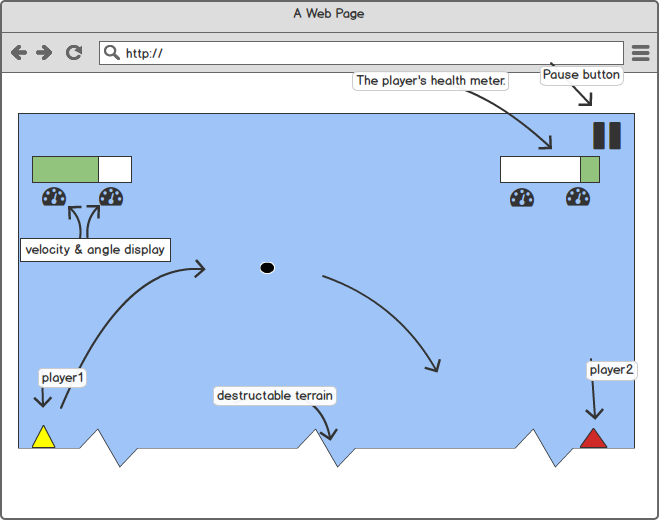 A Web Page
http://
Pause button
The player's health meter.
velocity & angle display
player1
player2
destructable terrain